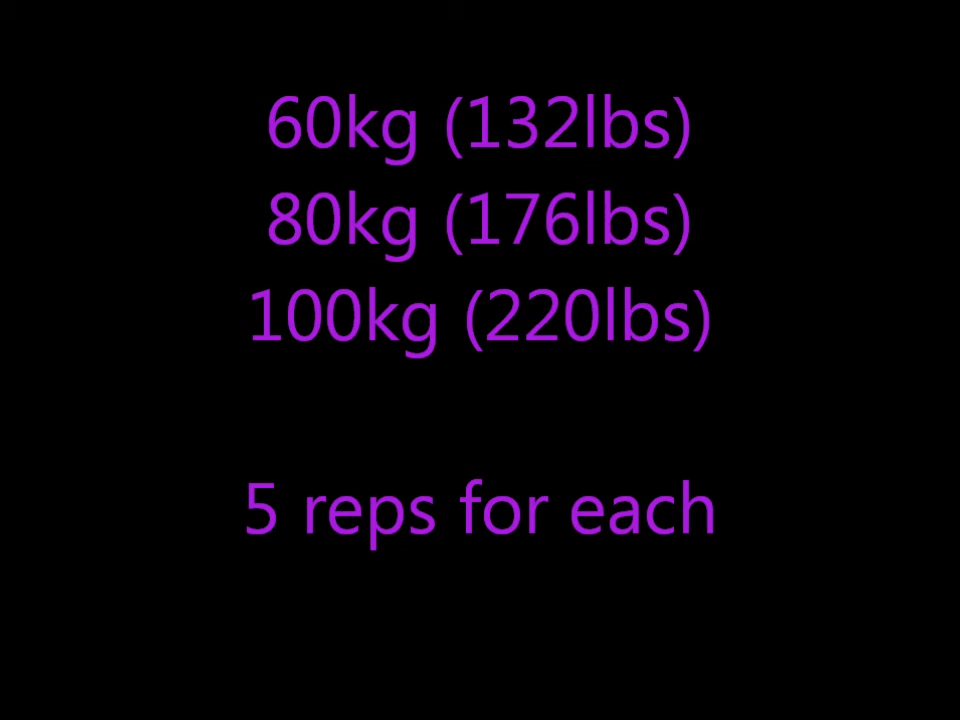 60kg (132lbs)
80kg (176lbs)
100kg (220lbs)
5 reps for each